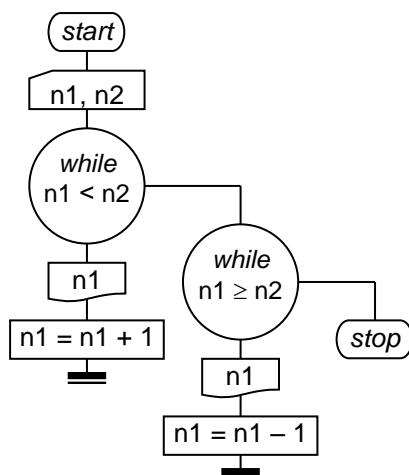 start
n1, n2
while
n1 < n2
n1
n1 = n1 + 1
while
n1 ≥ n2
stop
n1
n1 = n1 – 1